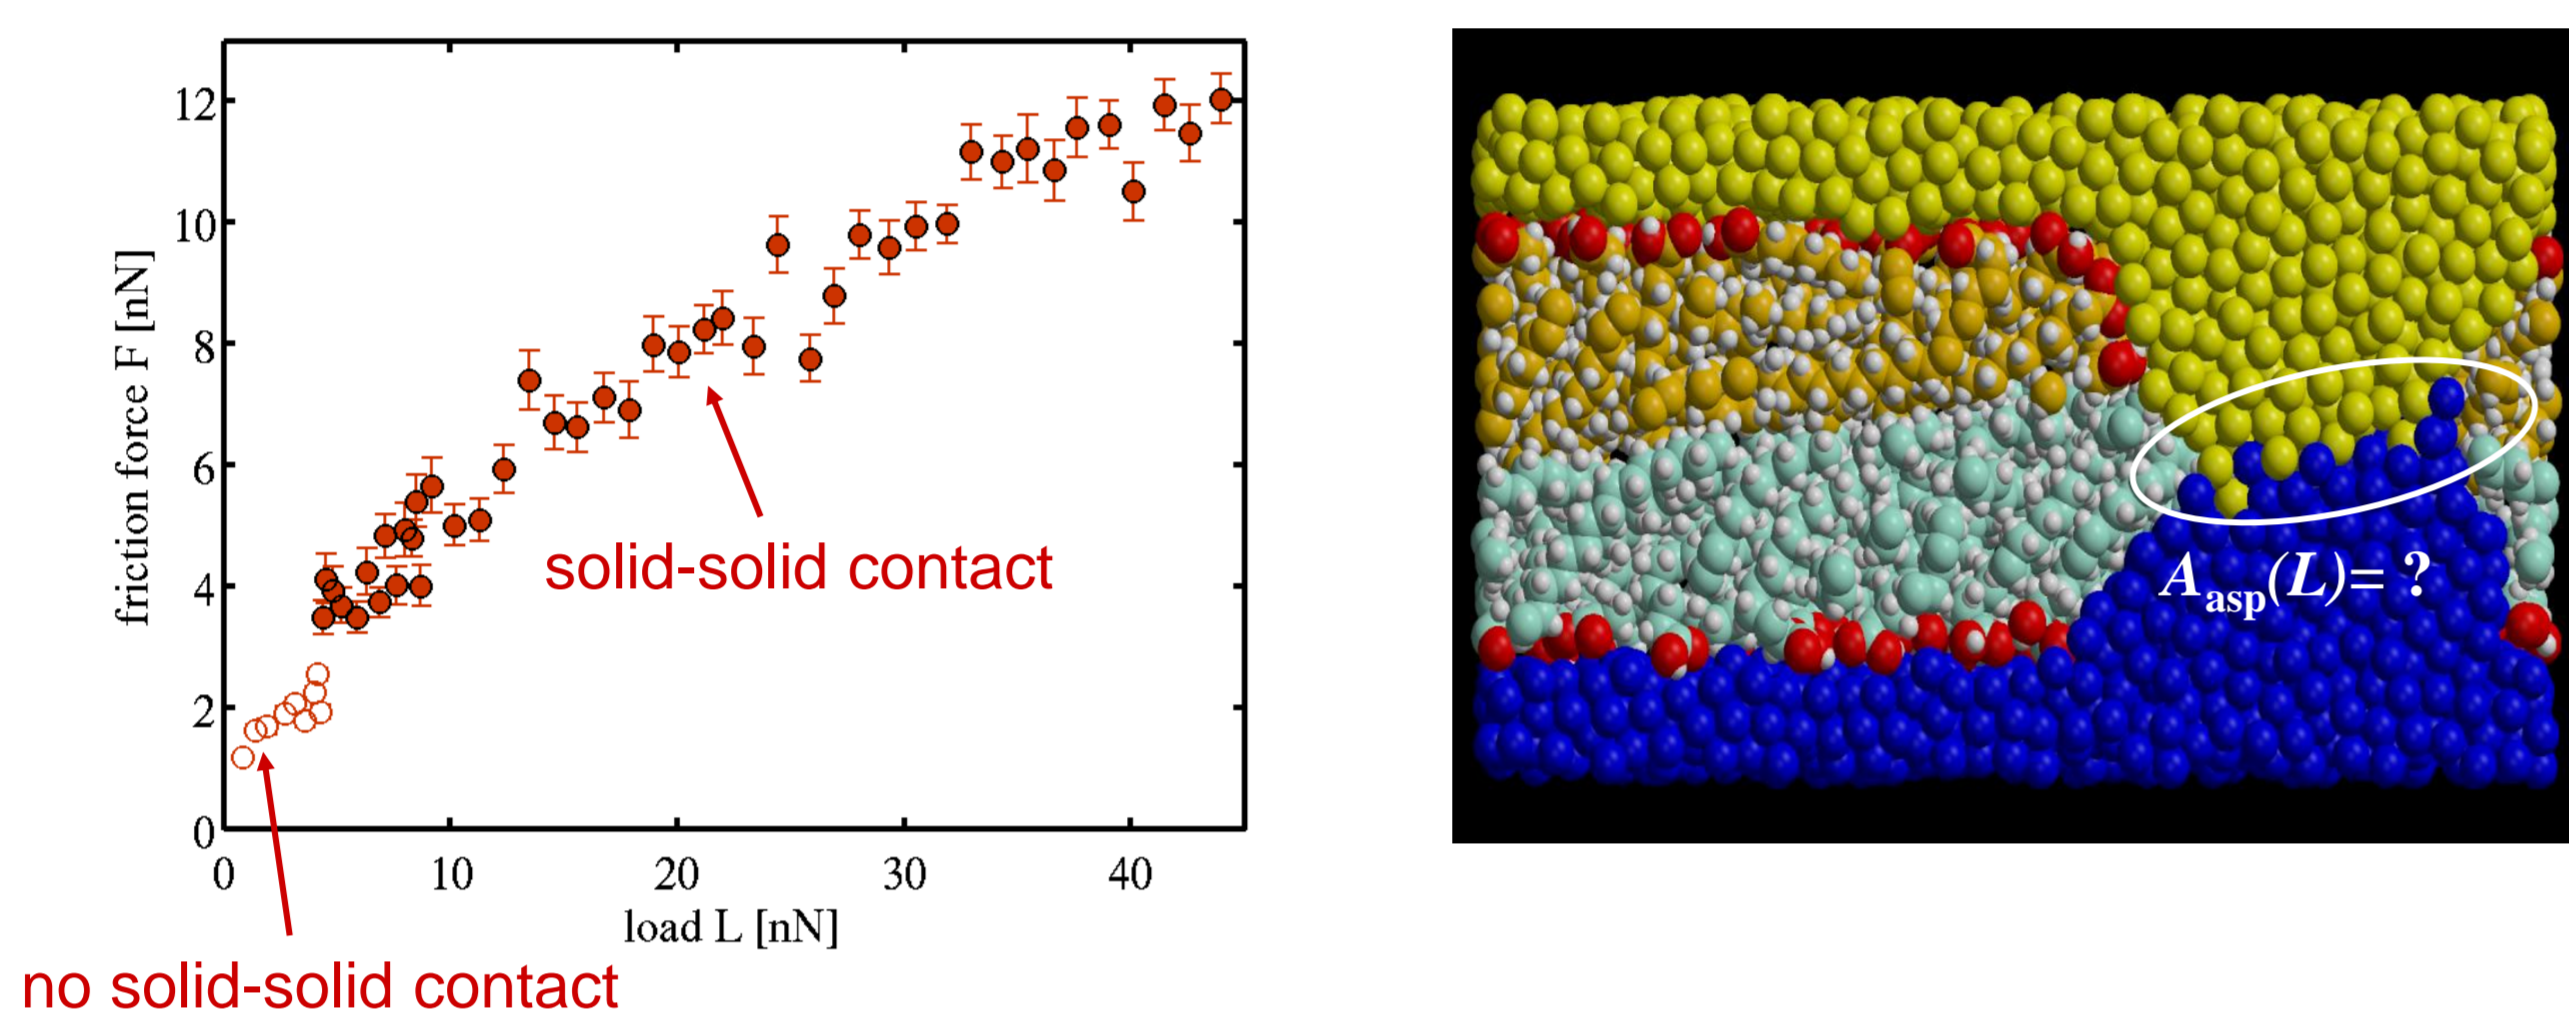 12
10
8
6
4
2
0
friction force F [nN]
0 10 20 30 40
load L [nN]
solid-solid contact
no solid-solid contact
A_asp(L)= ?